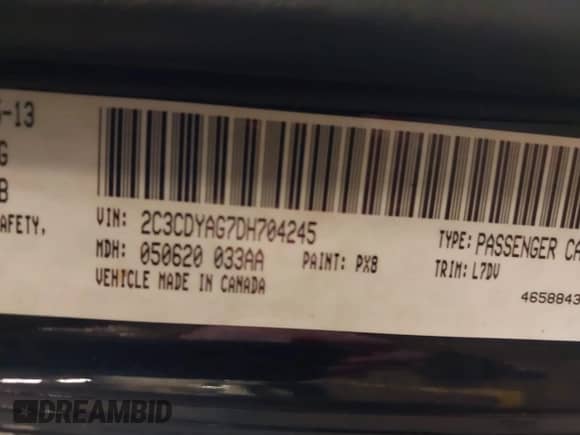 5-13
G
B
AFETY,
VIN: 2C3CDYAG7DH704245
TYPE: PASSENGER CA
MDH: 050620 033AA PAINT: PX8
TRIM: L7DV
VEHICLE MADE IN CANADA
4658843
DREAMBID